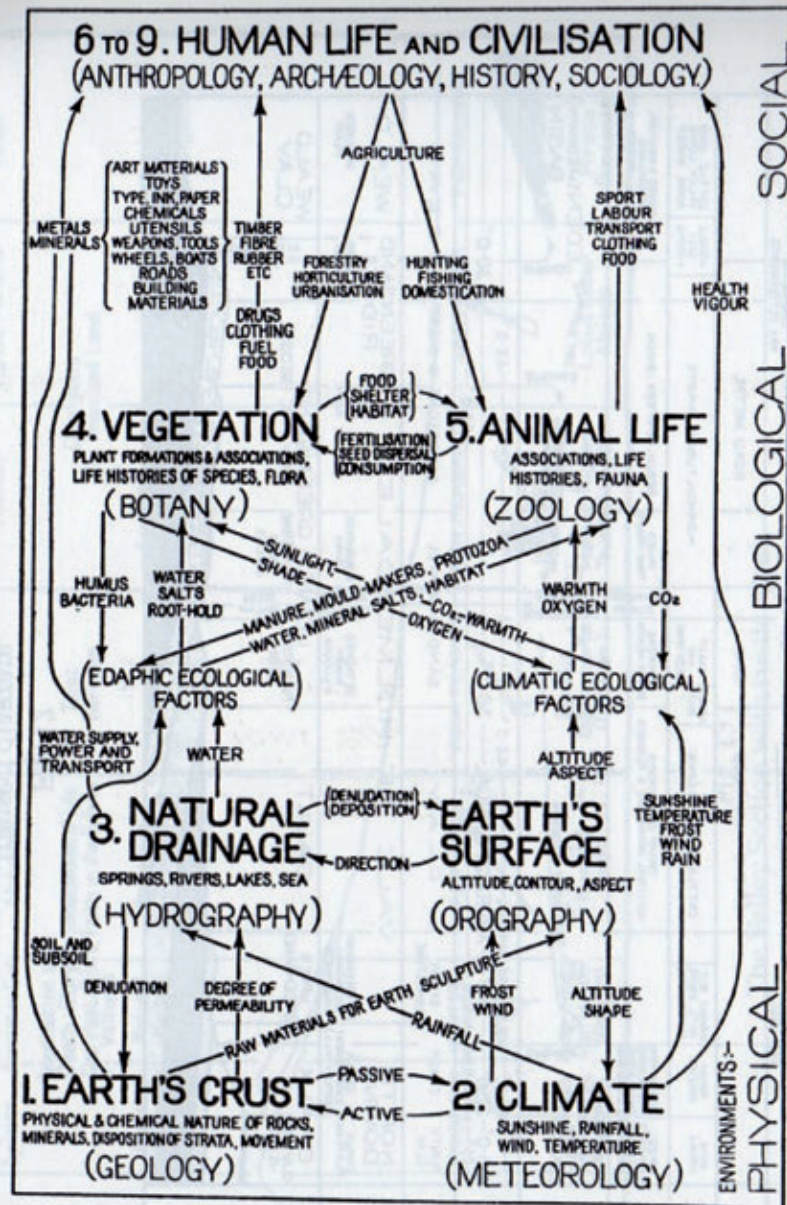 6 TO 9. HUMAN LIFE AND CIVILISATION
(ANTHROPOLOGY, ARCHÆOLOGY, HISTORY, SOCIOLOGY.)
SOCIAL
AGRICULTURE
METALS
MINERALS
ART MATERIALS
TOYS
TYPE, INK, PAPER
CHEMICALS
UTENSILS
WEAPONS, TOOLS
WHEELS, BOATS
ROADS
BUILDING
MATERIALS
TIMBER
FIBRE
RUBBER
ETC
DRUGS
CLOTHING
FUEL
FOOD
FORESTRY
HORTICULTURE
URBANISATION
HUNTING
FISHING
DOMESTICATION
SPORT
LABOUR
TRANSPORT
CLOTHING
FOOD
HEALTH
VIGOUR
4. VEGETATION
PLANT FORMATIONS & ASSOCIATIONS,
LIFE HISTORIES OF SPECIES, FLORA
(BOTANY)
FOOD
SHELTER
HABITAT
FERTILISATION
SEED DISPERSAL
CONSUMPTION
5. ANIMAL LIFE
ASSOCIATIONS, LIFE
HISTORIES, FAUNA
(ZOOLOGY)
BIOLOGICAL
HUMUS
BACTERIA
WATER
SALTS
ROOT-HOLD
SUNLIGHT, CO2, WARMTH
SHADE OXYGEN
MANURE, MOULD-MAKERS, PROTOZOA
WATER, MINERAL SALTS, HABITAT
WARMTH
OXYGEN
CO2
(EDAPHIC ECOLOGICAL
FACTORS)
(CLIMATIC ECOLOGICAL
FACTORS)
WATER SUPPLY,
POWER AND
TRANSPORT
WATER
ALTITUDE
ASPECT
SUNSHINE
TEMPERATURE
FROST
WIND
RAIN
3. NATURAL
DRAINAGE
SPRINGS, RIVERS, LAKES, SEA
(HYDROGRAPHY)
DENUDATION
DEPOSITION
DIRECTION
EARTH'S
SURFACE
ALTITUDE, CONTOUR, ASPECT
(OROGRAPHY)
SOIL AND
SUBSOIL
DENUDATION
DEGREE OF
PERMEABILITY
RAW MATERIALS FOR EARTH SCULPTURE
RAINFALL
FROST
WIND
ALTITUDE
SHAPE
1. EARTH'S CRUST
PHYSICAL & CHEMICAL NATURE OF ROCKS,
MINERALS, DISPOSITION OF STRATA, MOVEMENT
(GEOLOGY)
PASSIVE
ACTIVE
2. CLIMATE
SUNSHINE, RAINFALL,
WIND, TEMPERATURE
(METEOROLOGY)
ENVIRONMENTS:-
PHYSICAL